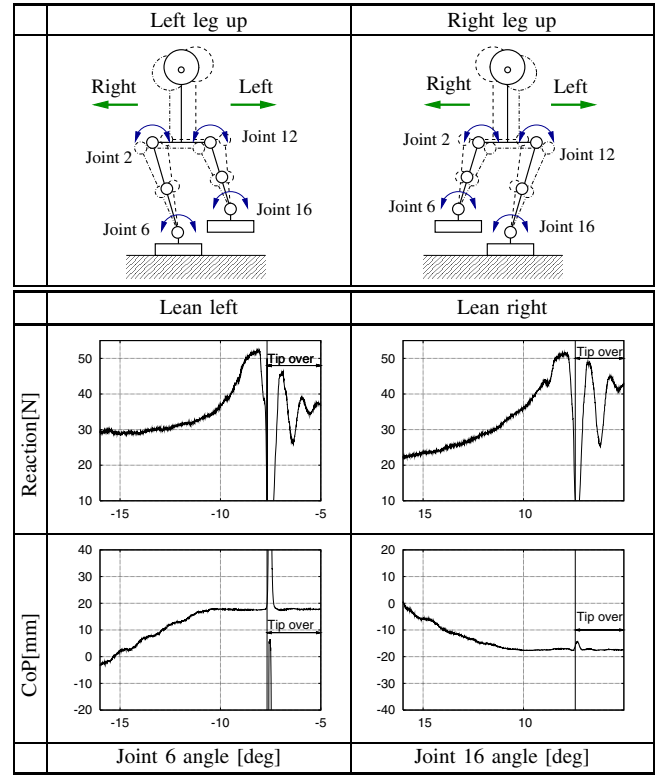 Left leg up
Right leg up
Right
Left
Joint 2
Joint 12
Joint 6
Joint 16
Right
Left
Joint 2
Joint 12
Joint 6
Joint 16
Lean left
Lean right
Reaction[N]
50
40
30
20
10
-15
-10
-5
Tip over
50
40
30
20
10
15
10
Tip over
CoP[mm]
40
30
20
10
0
-10
-20
-15
-10
-5
Tip over
20
10
0
-10
-20
-30
-40
15
10
Tip over
Joint 6 angle [deg]
Joint 16 angle [deg]